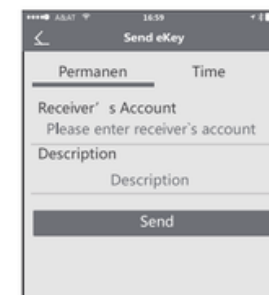 A&AT 16:59
Send eKey
Permanen Time
Receiver' s Account
Please enter receiver`s account
Description
Description
Send